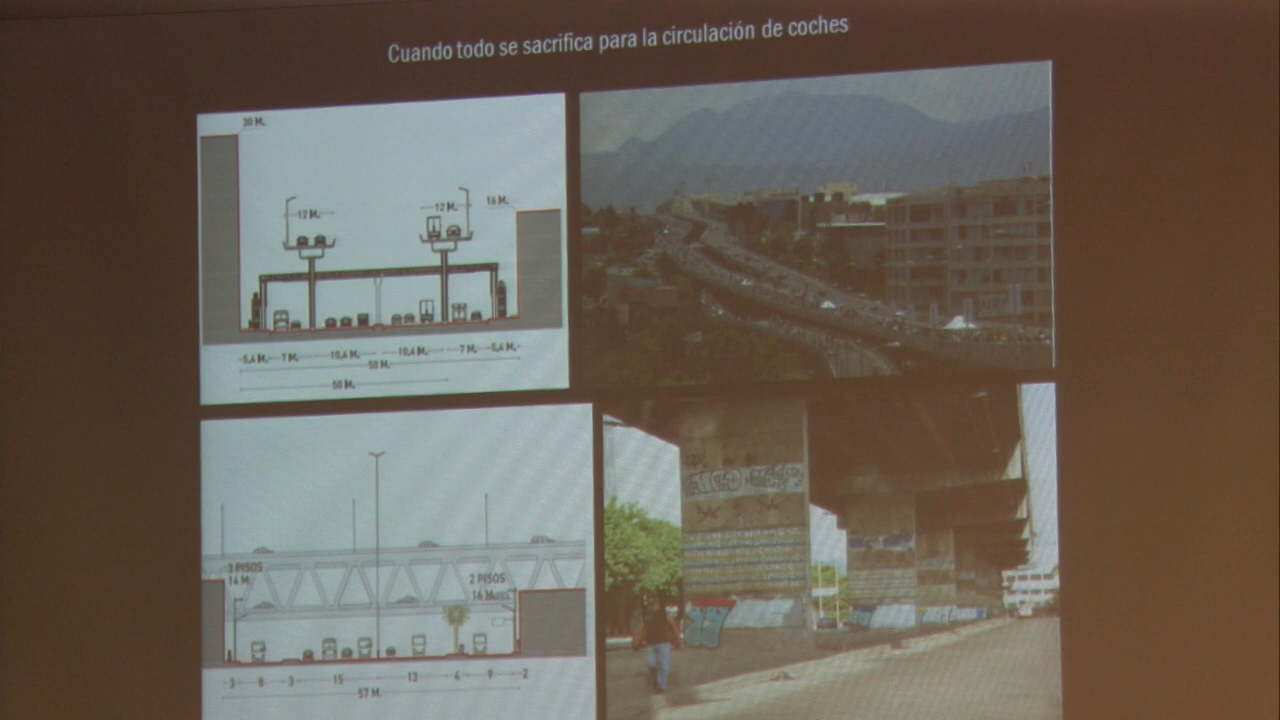 Cuando todo se sacrifica para la circulación de coches
30 M.
12 M.
12 M.
16 M.
5,4 M. 7 M. 10,4 M. 10,4 M. 7 M. 5,4 M.
50 M.
50 M.
3 PISOS
14 M
2 PISOS
16 M.
3 8 3 15 13 4 9 2
57 M.